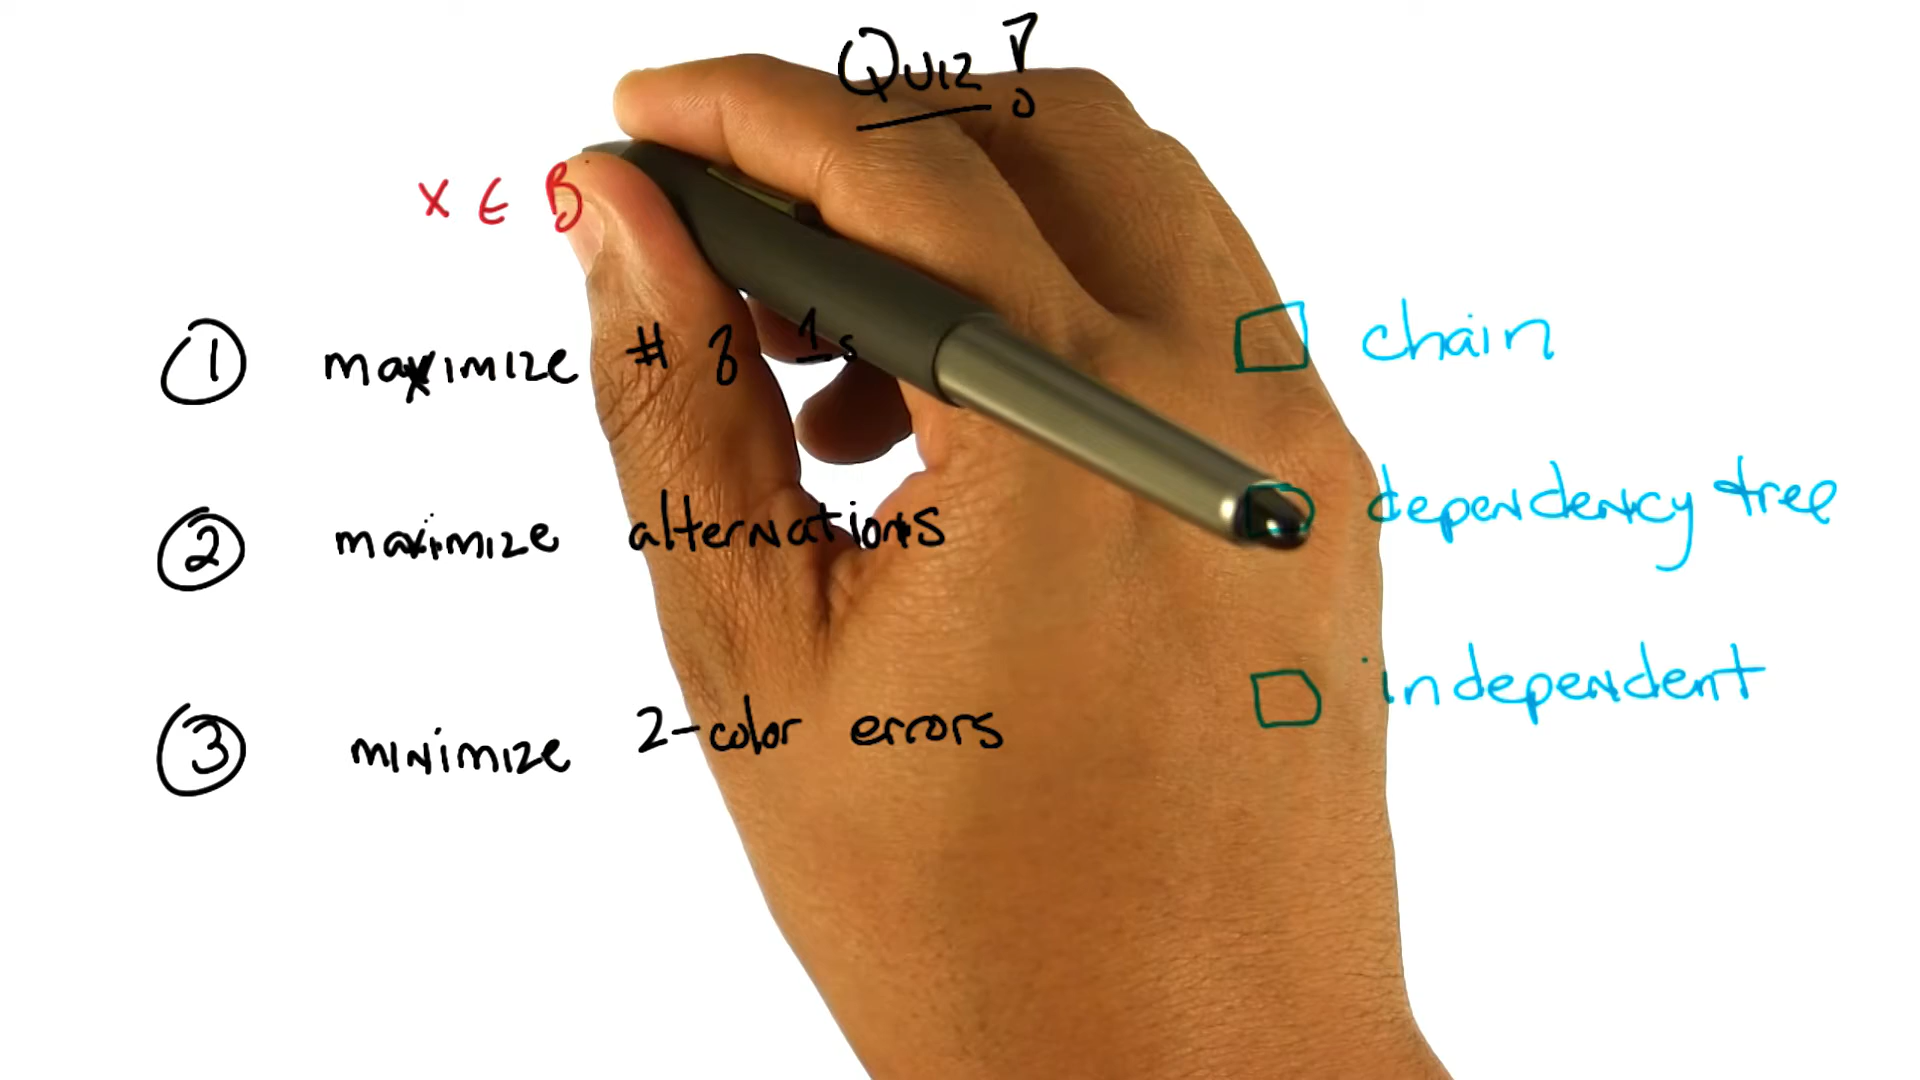 Quiz?
x ∈ B
1 maximize # of 1s
2 maximize alternations
3 minimize 2-color errors
chain
dependency tree
independent